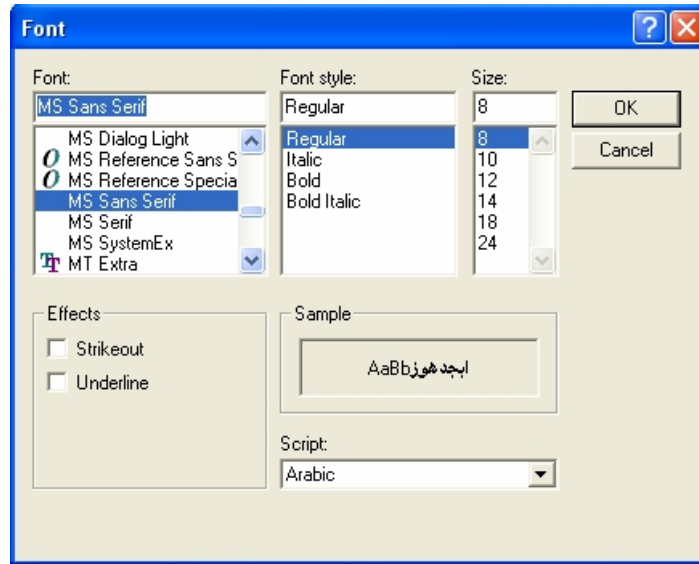 Font
Font: Font style: Size:
MS Sans Serif Regular 8 OK
MS Dialog Light Regular 8 Cancel
MS Reference Sans S Italic 10
MS Reference Specia Bold 12
MS Sans Serif Bold Italic 14
MS Serif 18
MS SystemEx 24
MT Extra
Effects Sample
Strikeout
AaBbابجد هوز
Underline
Script:
Arabic